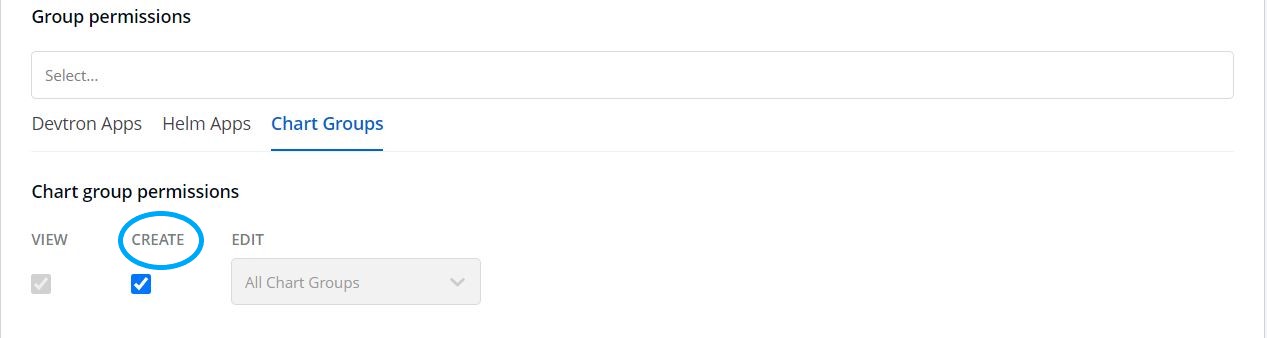 Group permissions
Select...
Devtron Apps Helm Apps Chart Groups
Chart group permissions
VIEW CREATE EDIT
All Chart Groups